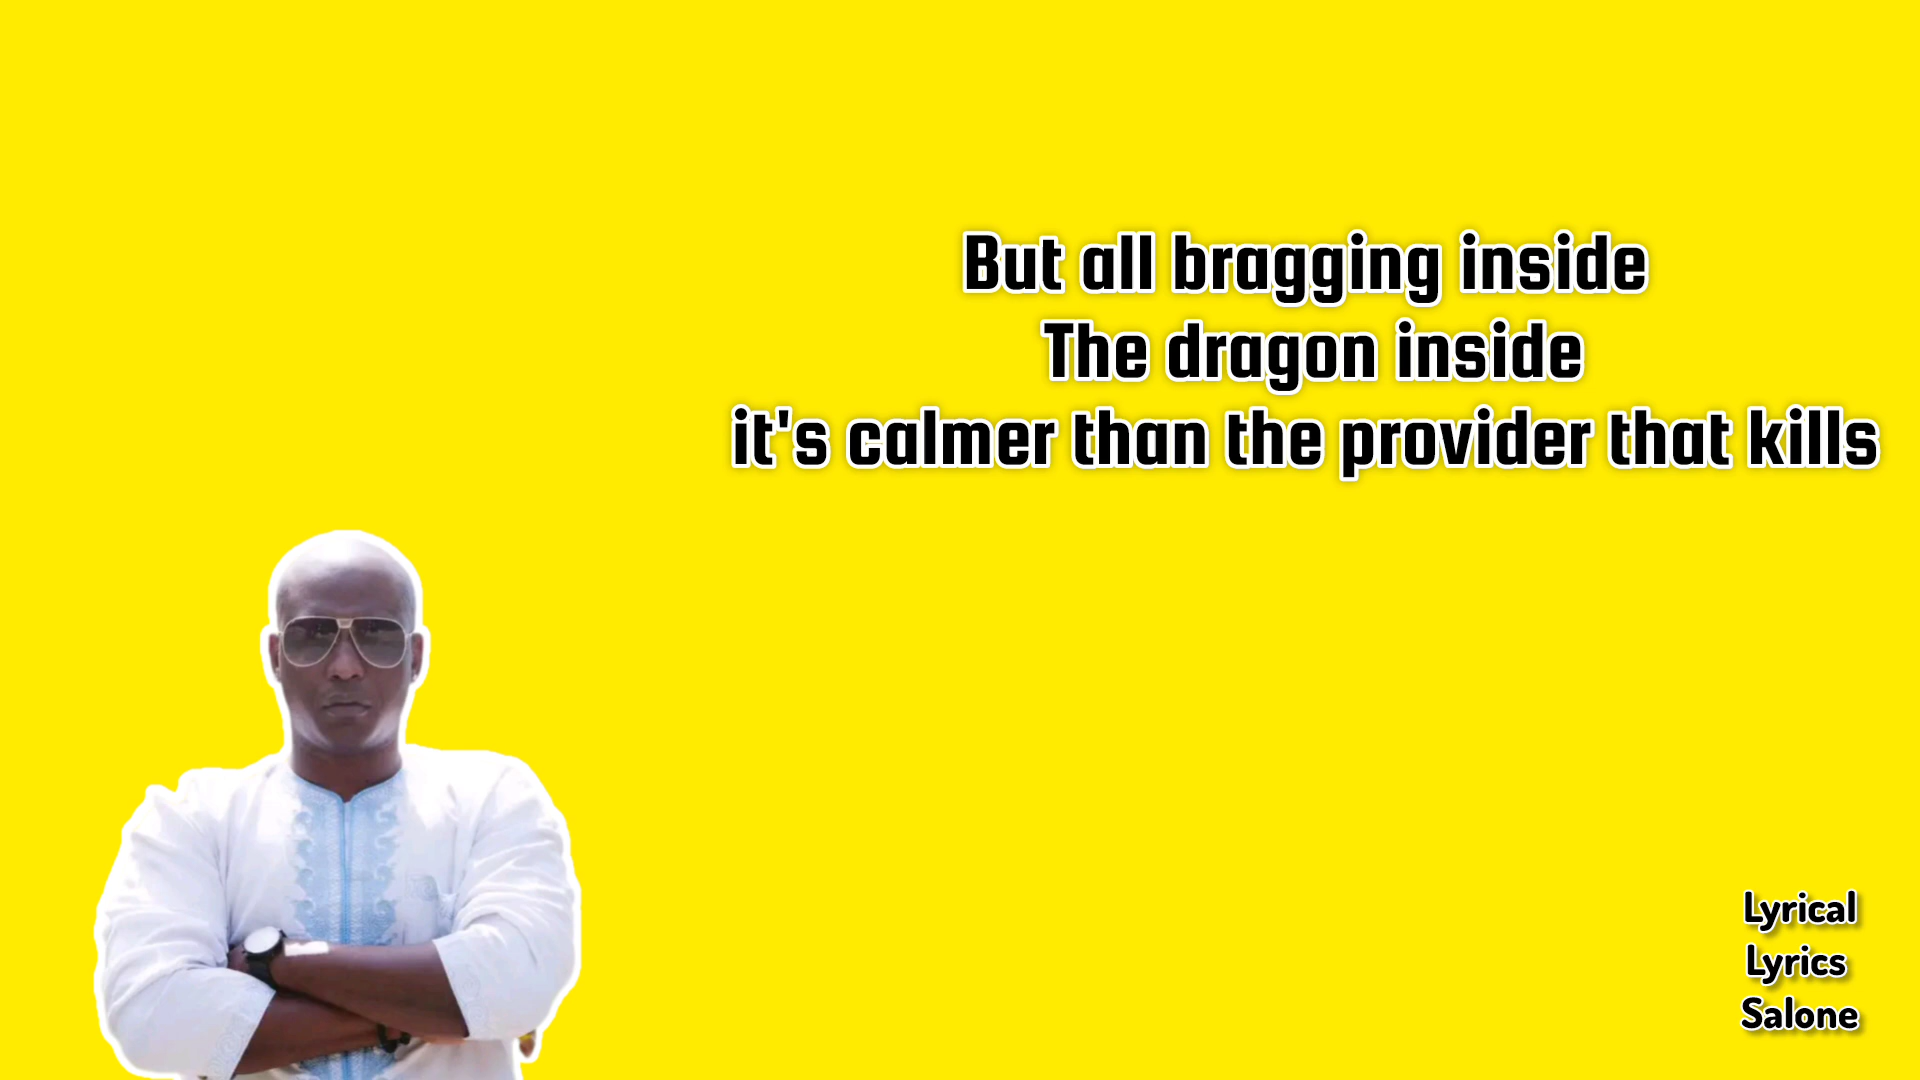 But all bragging inside
The dragon inside
it's calmer than the provider that kills
Lyrical
Lyrics
Salone